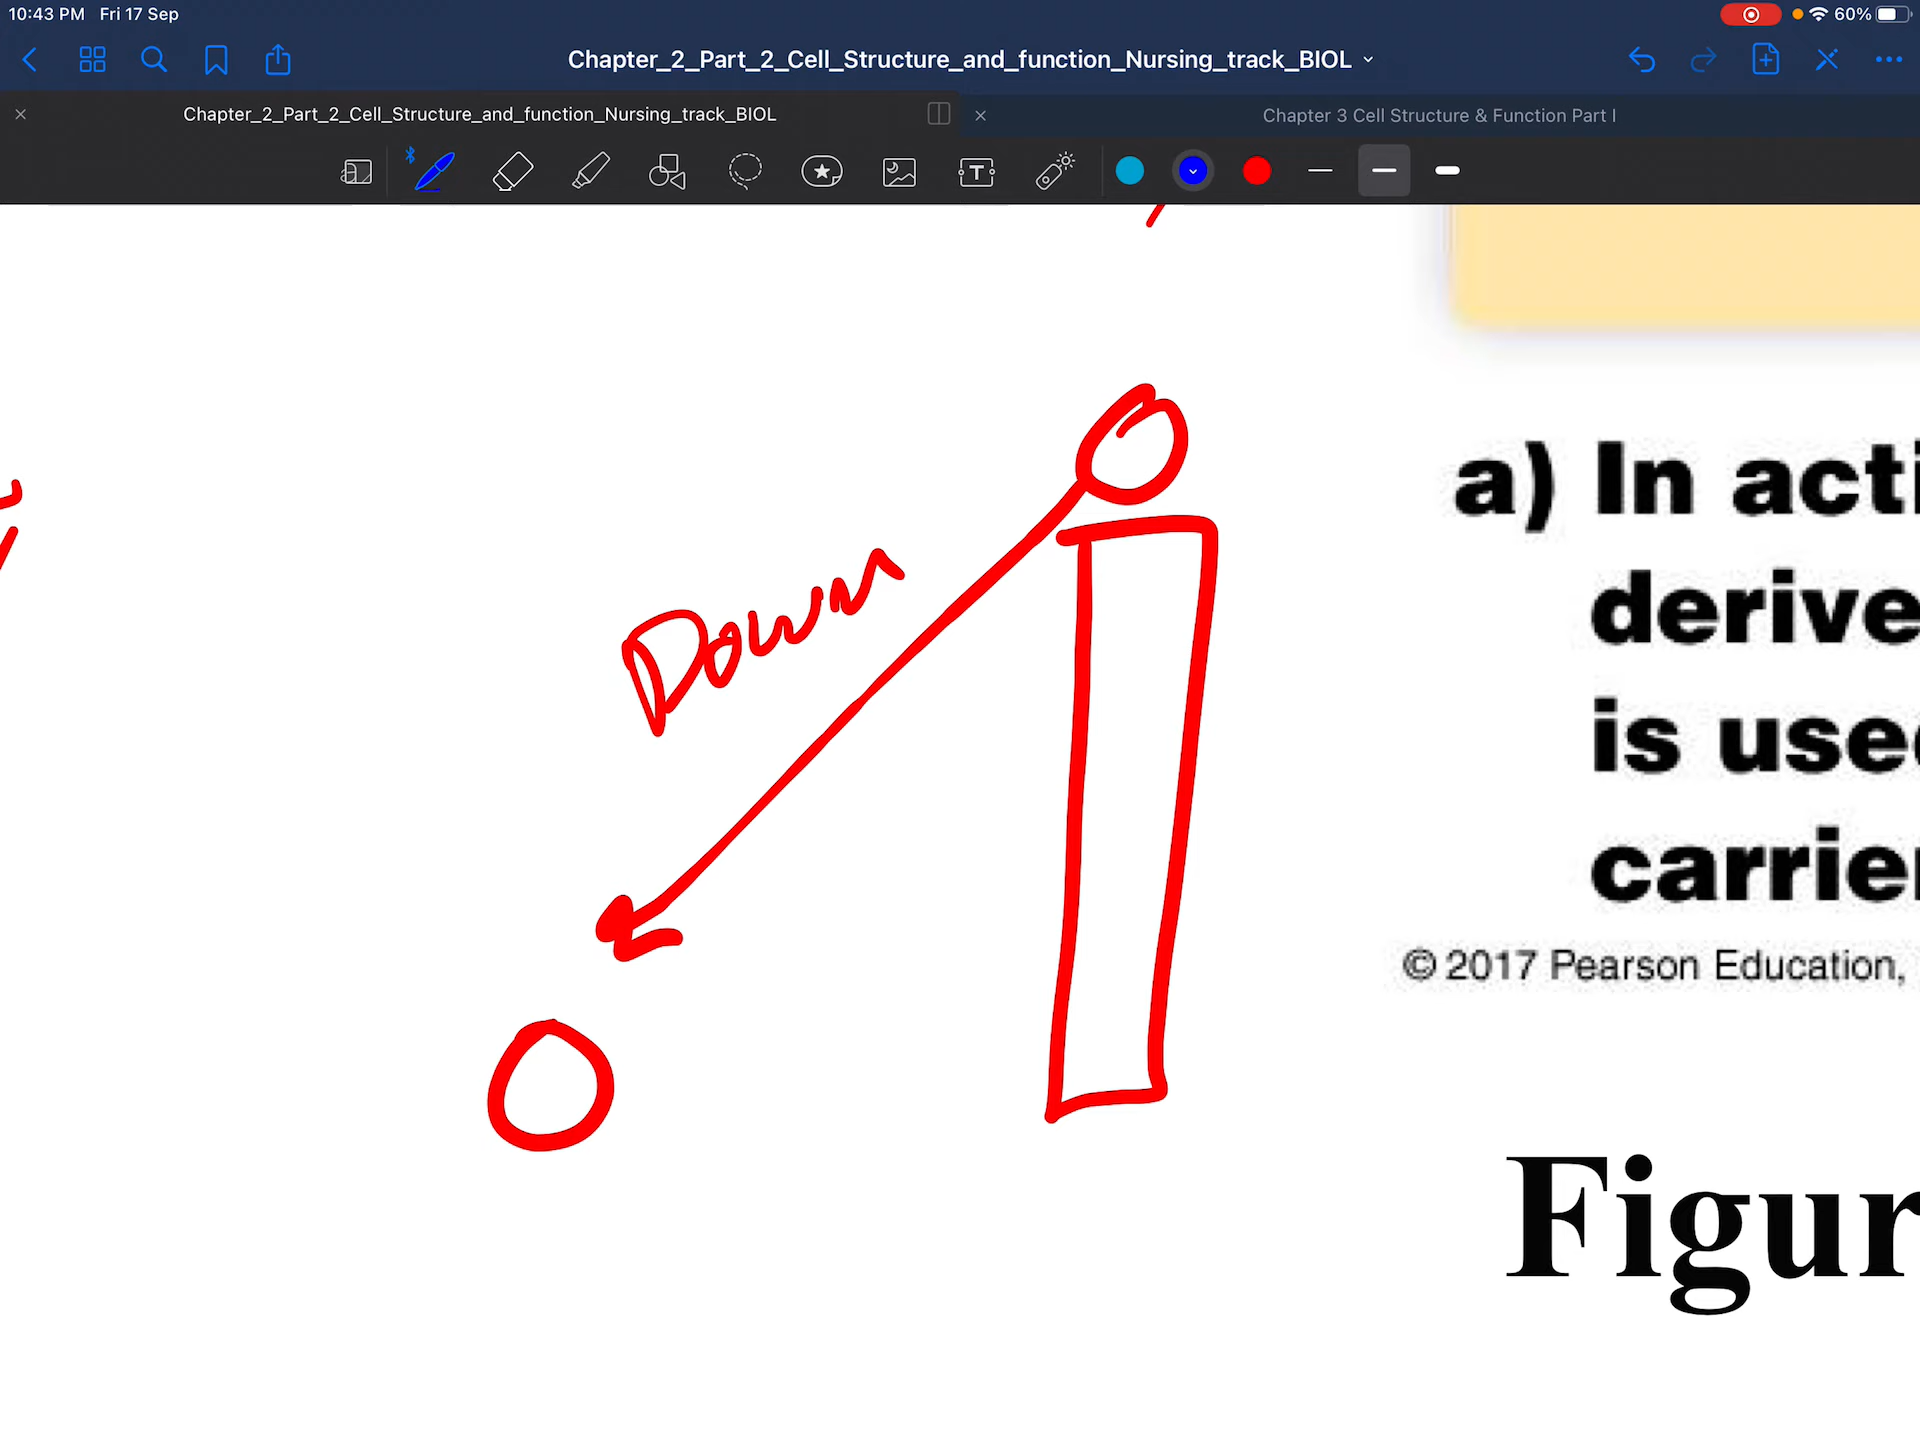 10:43 PM Fri 17 Sep
60%
Chapter_2_Part_2_Cell_Structure_and_function_Nursing_track_BIOL
Chapter_2_Part_2_Cell_Structure_and_function_Nursing_track_BIOL
Chapter 3 Cell Structure & Function Part I
T
Down
a) In acti
derive
is use
carrie
© 2017 Pearson Education,
Figur